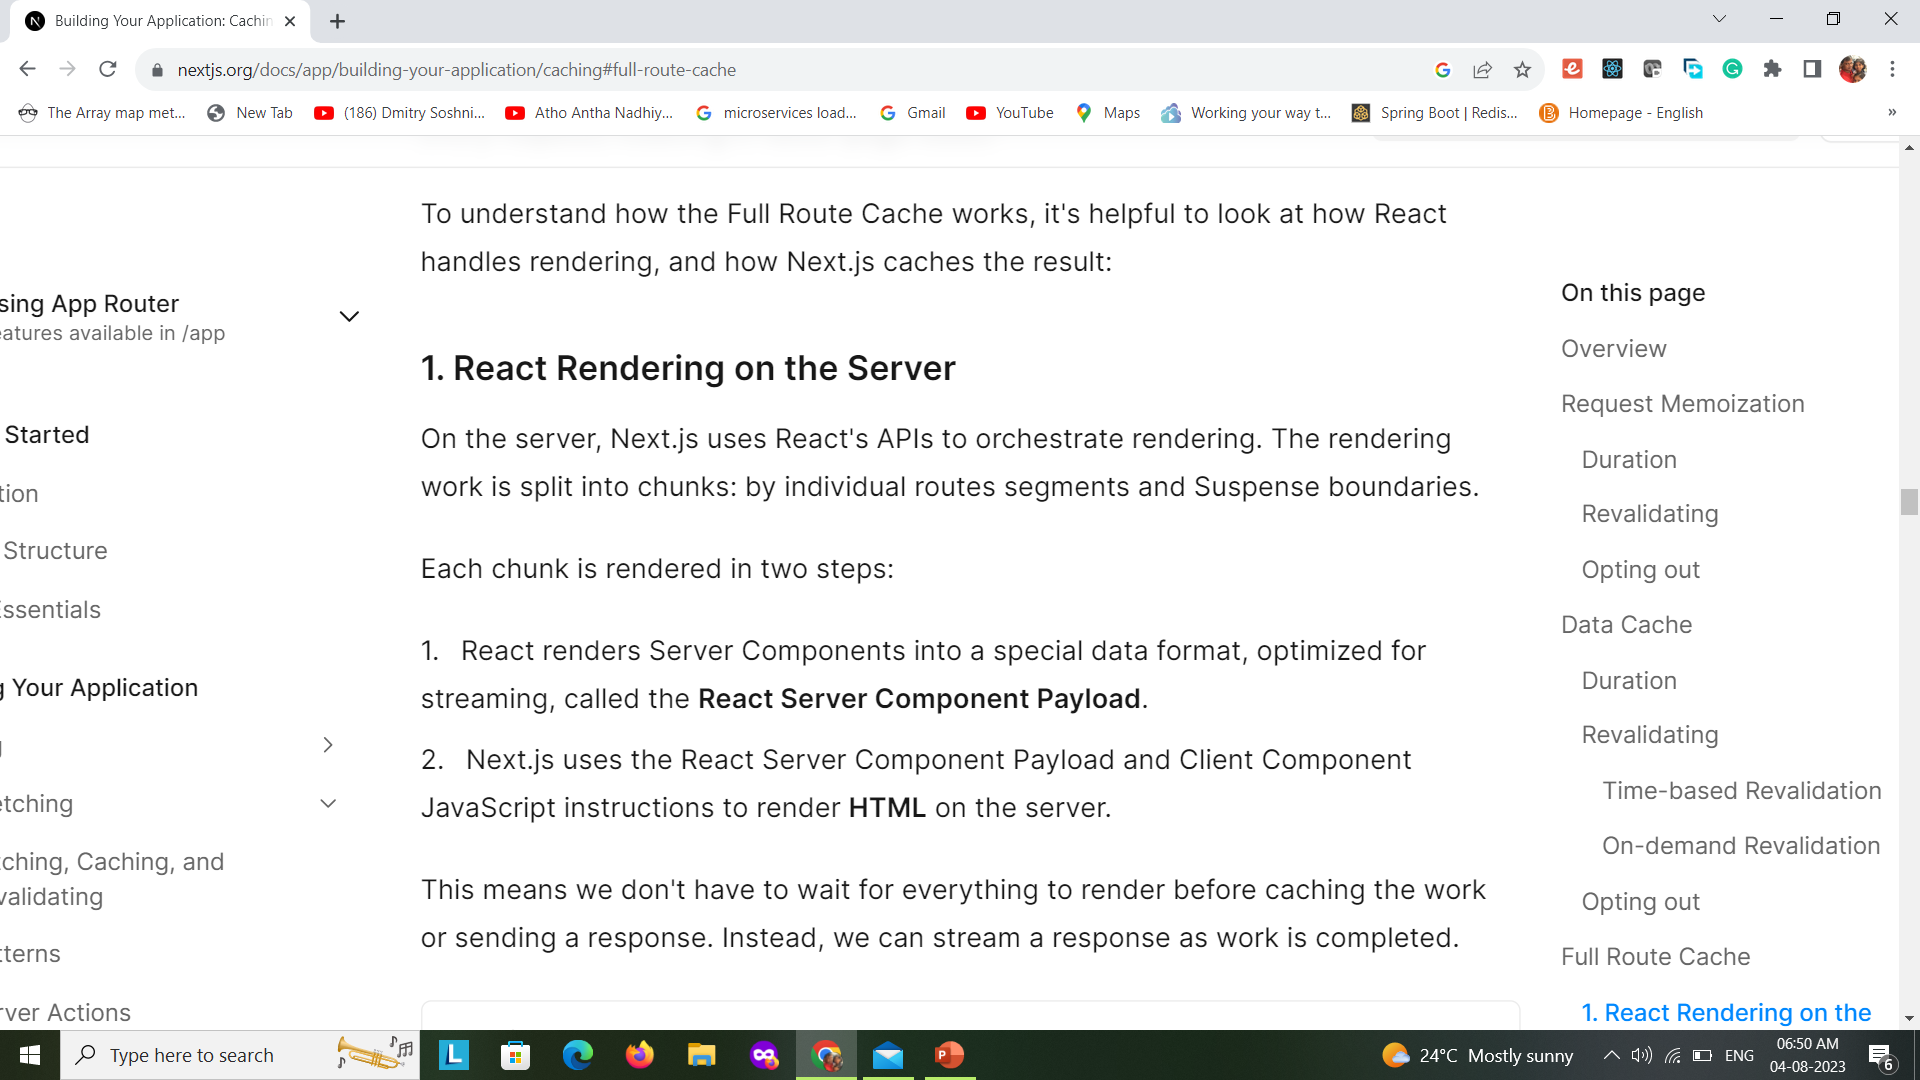 Building Your Application: Cachin
nextjs.org/docs/app/building-your-application/caching#full-route-cache
The Array map met...
New Tab
(186) Dmitry Soshni...
Atho Antha Nadhiy...
microservices load...
Gmail
YouTube
Maps
Working your way t...
Spring Boot | Redis...
Homepage - English
»
sing App Router
eatures available in /app
Started
tion
Structure
Essentials
g Your Application
g
etching
tching, Caching, and
validating
tterns
rver Actions
To understand how the Full Route Cache works, it's helpful to look at how React
handles rendering, and how Next.js caches the result:
1. React Rendering on the Server
On the server, Next.js uses React's APIs to orchestrate rendering. The rendering
work is split into chunks: by individual routes segments and Suspense boundaries.
Each chunk is rendered in two steps:
1. React renders Server Components into a special data format, optimized for
streaming, called the React Server Component Payload.
2. Next.js uses the React Server Component Payload and Client Component
JavaScript instructions to render HTML on the server.
This means we don't have to wait for everything to render before caching the work
or sending a response. Instead, we can stream a response as work is completed.
On this page
Overview
Request Memoization
Duration
Revalidating
Opting out
Data Cache
Duration
Revalidating
Time-based Revalidation
On-demand Revalidation
Opting out
Full Route Cache
1. React Rendering on the
Type here to search
24°C Mostly sunny
ENG
06:50 AM
04-08-2023
6